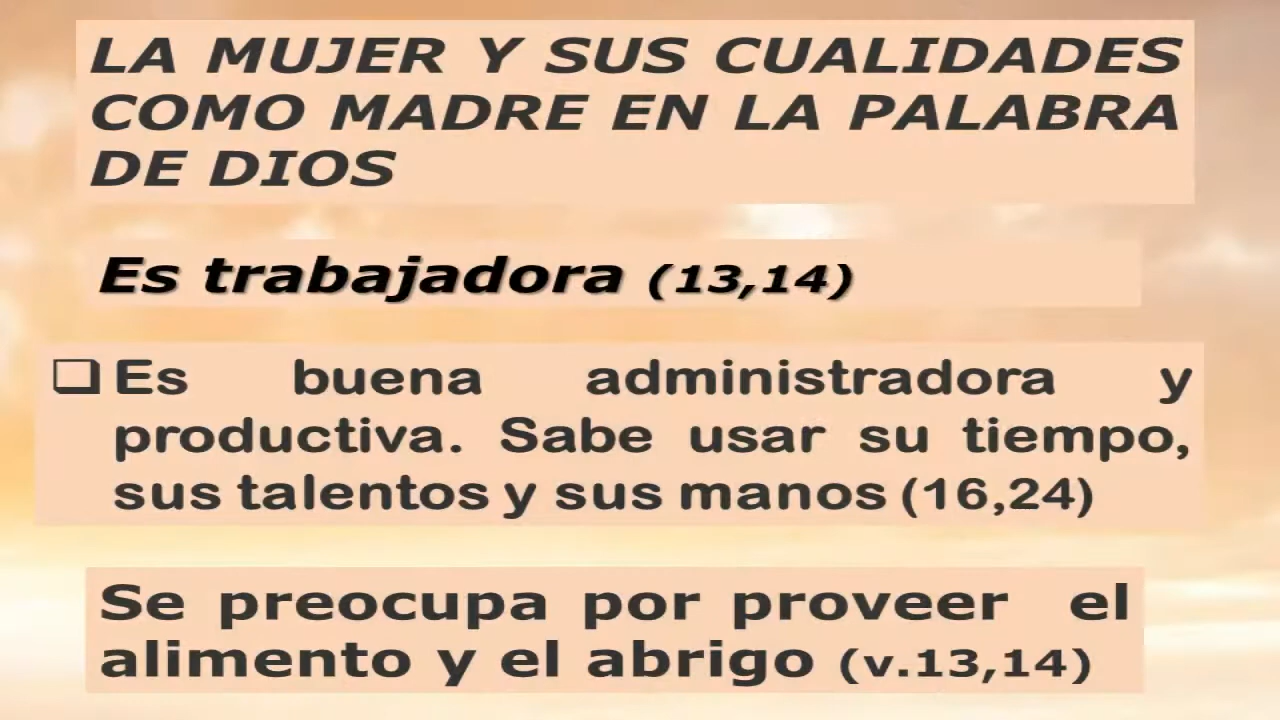 LA MUJER Y SUS CUALIDADES
COMO MADRE EN LA PALABRA
DE DIOS
Es trabajadora (13,14)
❑ Es buena administradora y
productiva. Sabe usar su tiempo,
sus talentos y sus manos (16,24)
Se preocupa por proveer el
alimento y el abrigo (v.13,14)